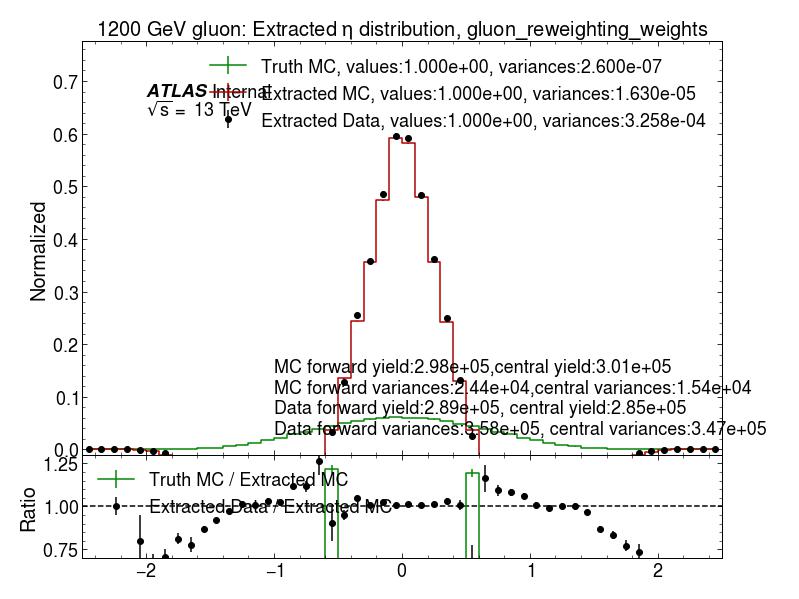 1200 GeV gluon: Extracted η distribution, gluon_reweighting_weights
Truth MC, values:1.000e+00, variances:2.600e-07
ATLAS Internal
Extracted MC, values:1.000e+00, variances:1.630e-05
√s = 13 TeV
Extracted Data, values:1.000e+00, variances:3.258e-04
Normalized
0.7
0.6
0.5
0.4
0.3
0.2
0.1
0.0
MC forward yield:2.98e+05,central yield:3.01e+05
MC forward variances:2.44e+04,central variances:1.54e+04
Data forward yield:2.89e+05, central yield:2.85e+05
Data forward variances:3.58e+05, central variances:3.47e+05
Ratio
1.25
1.00
0.75
Truth MC / Extracted MC
Extracted Data / Extracted MC
−2
−1
0
1
2